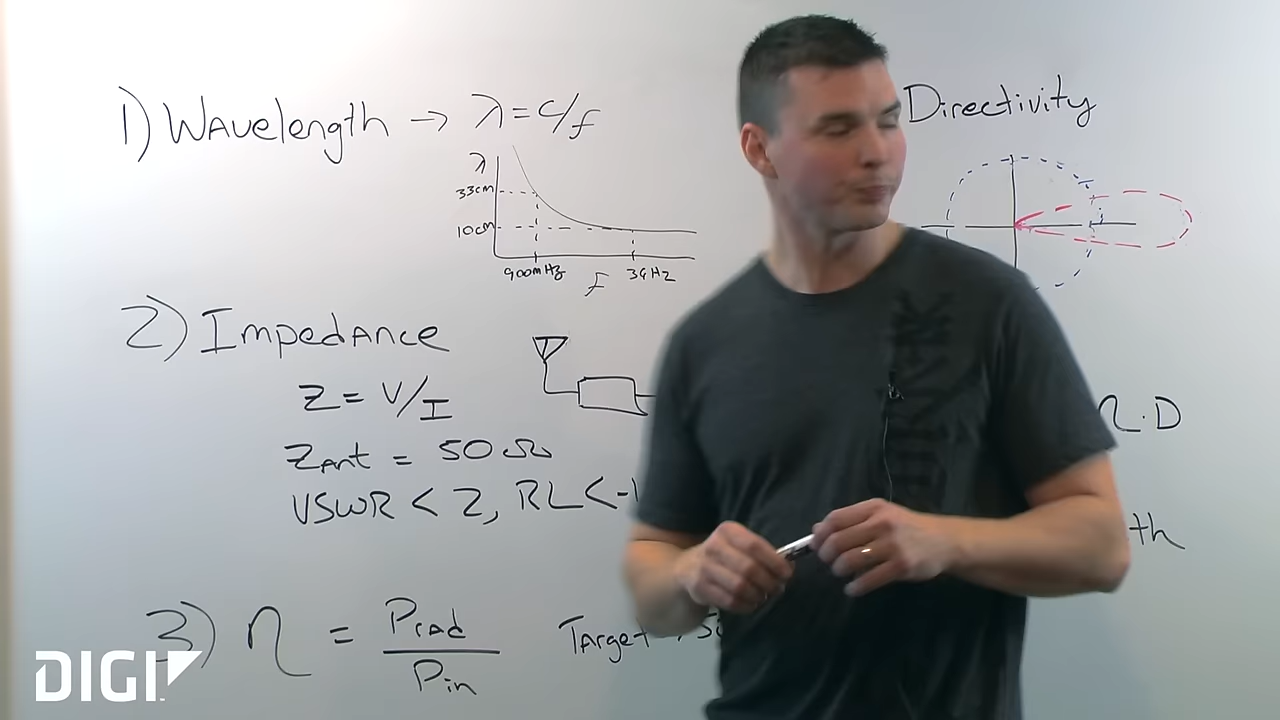 1) Wavelength → λ = c/f
λ
33cm
10cm
900MHz
3GHz
f
2) Impedance
Z = V/I
ZAnt = 50 Ω
VSWR < 2, RL < -1
3) η = Prad
Pin
Target
Directivity
η·D
th
DIGI